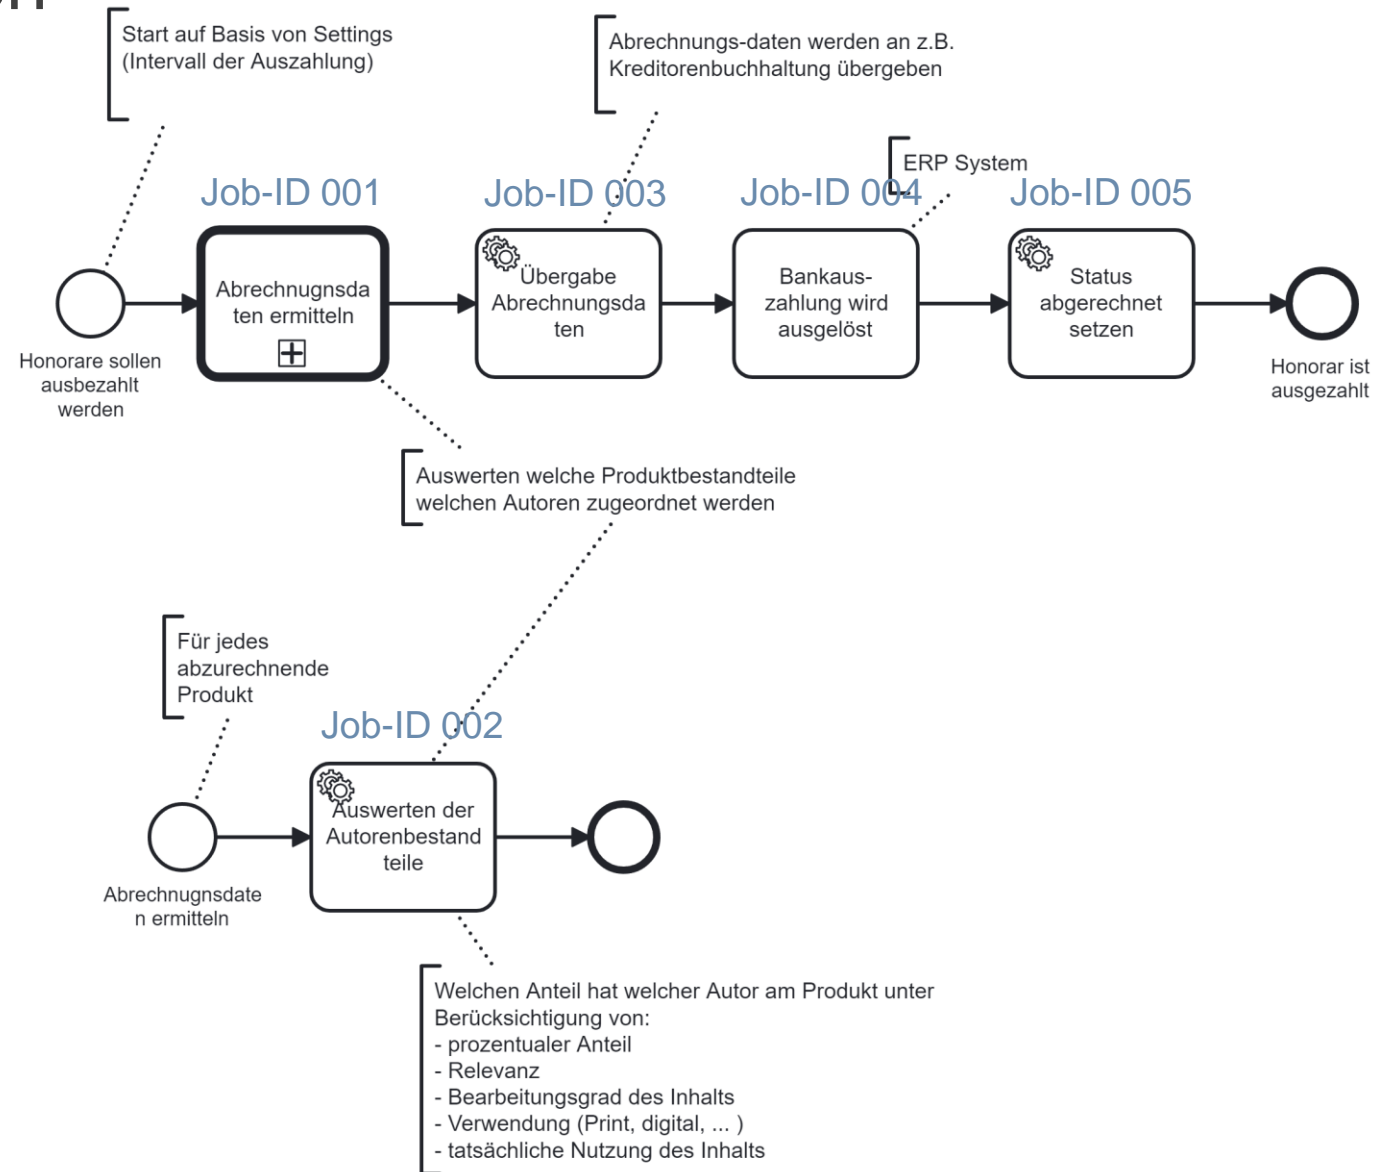 Start auf Basis von Settings
(Intervall der Auszahlung)
Abrechnungs-daten werden an z.B.
Kreditorenbuchhaltung übergeben
ERP System
Job-ID 001
Job-ID 003
Job-ID 004
Job-ID 005
Abrechnugnsda
ten ermitteln
Übergabe
Abrechnungsda
ten
Bankaus-
zahlung wird
ausgelöst
Status
abgerechnet
setzen
Honorare sollen
ausbezahlt
werden
Honorar ist
ausgezahlt
Auswerten welche Produktbestandteile
welchen Autoren zugeordnet werden
Für jedes
abzurechnende
Produkt
Job-ID 002
Auswerten der
Autorenbestand
teile
Abrechnugnsdate
n ermitteln
Welchen Anteil hat welcher Autor am Produkt unter
Berücksichtigung von:
- prozentualer Anteil
- Relevanz
- Bearbeitungsgrad des Inhalts
- Verwendung (Print, digital, ... )
- tatsächliche Nutzung des Inhalts